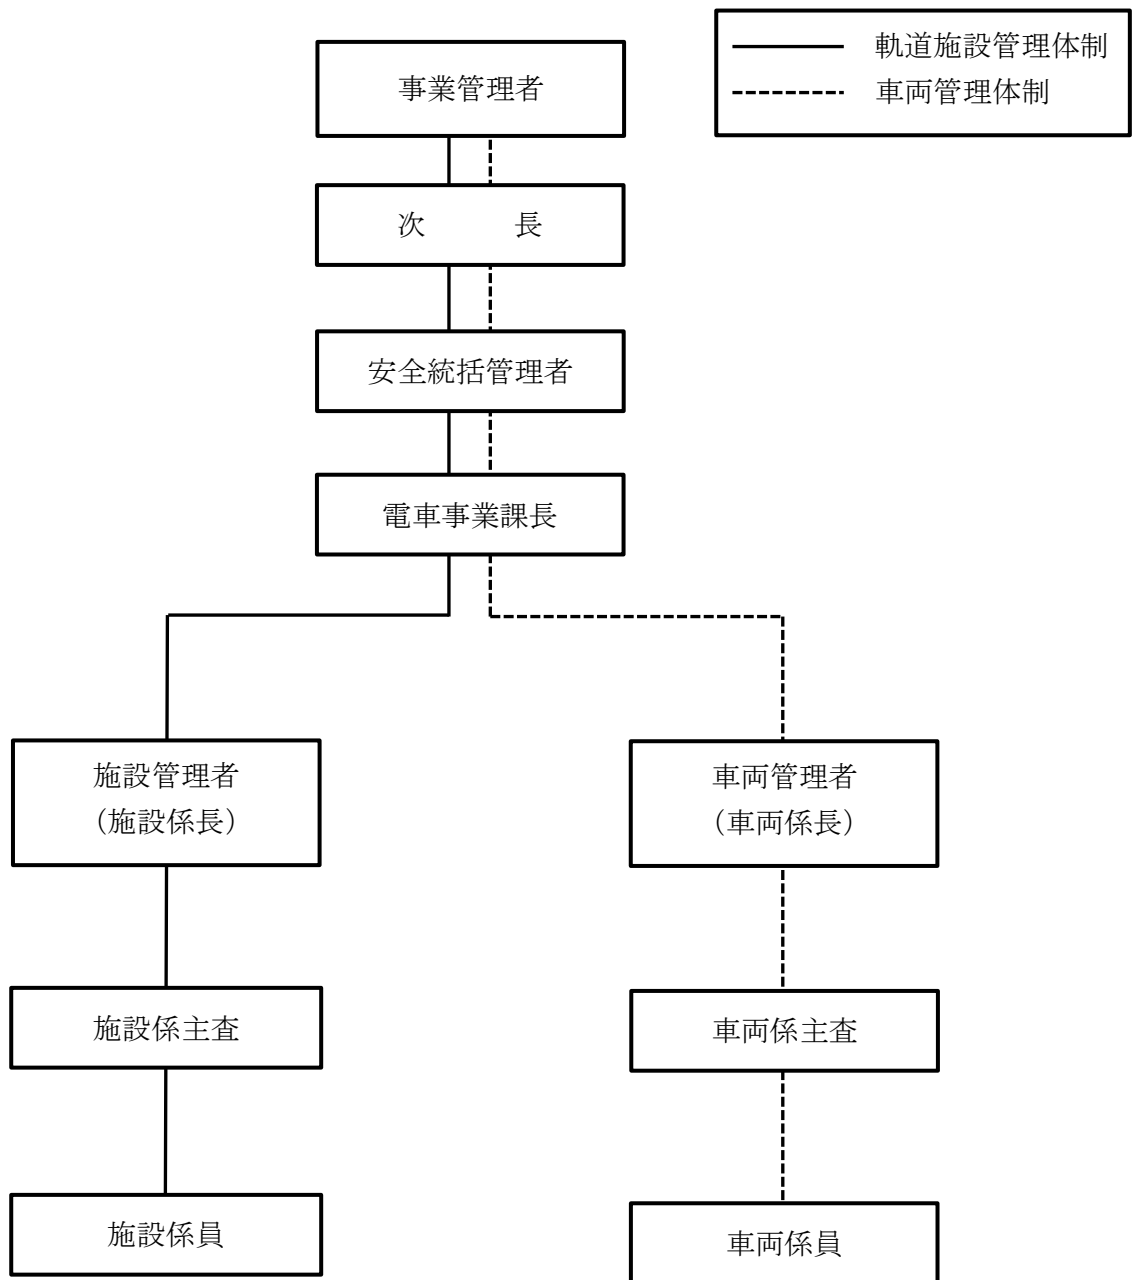 軌道施設管理体制
車両管理体制
事業管理者
次　　　長
安全統括管理者
電車事業課長
施設管理者
（施設係長）
車両管理者
（車両係長）
施設係主査
車両係主査
施設係員
車両係員